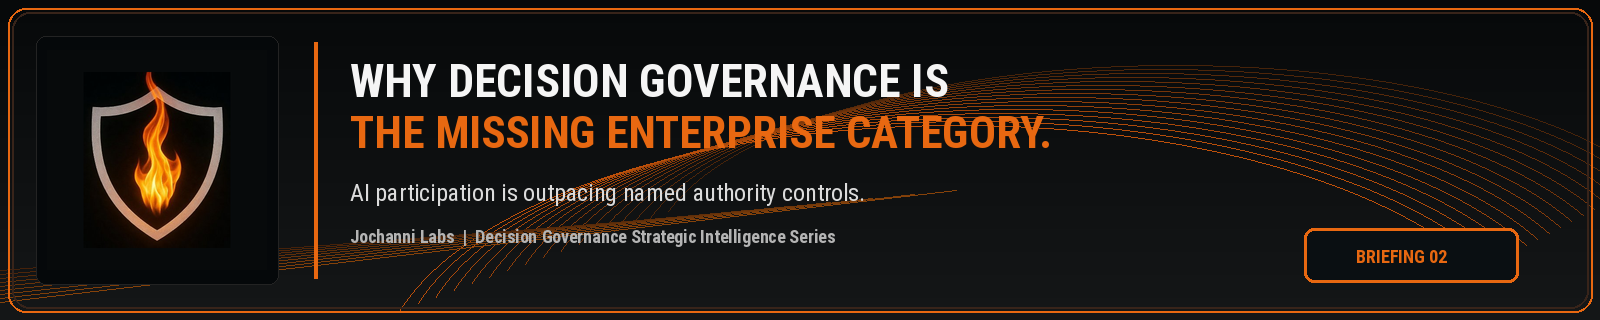 WHY DECISION GOVERNANCE IS
THE MISSING ENTERPRISE CATEGORY.
AI participation is outpacing named authority controls.
Jochanni Labs | Decision Governance Strategic Intelligence Series
BRIEFING 02